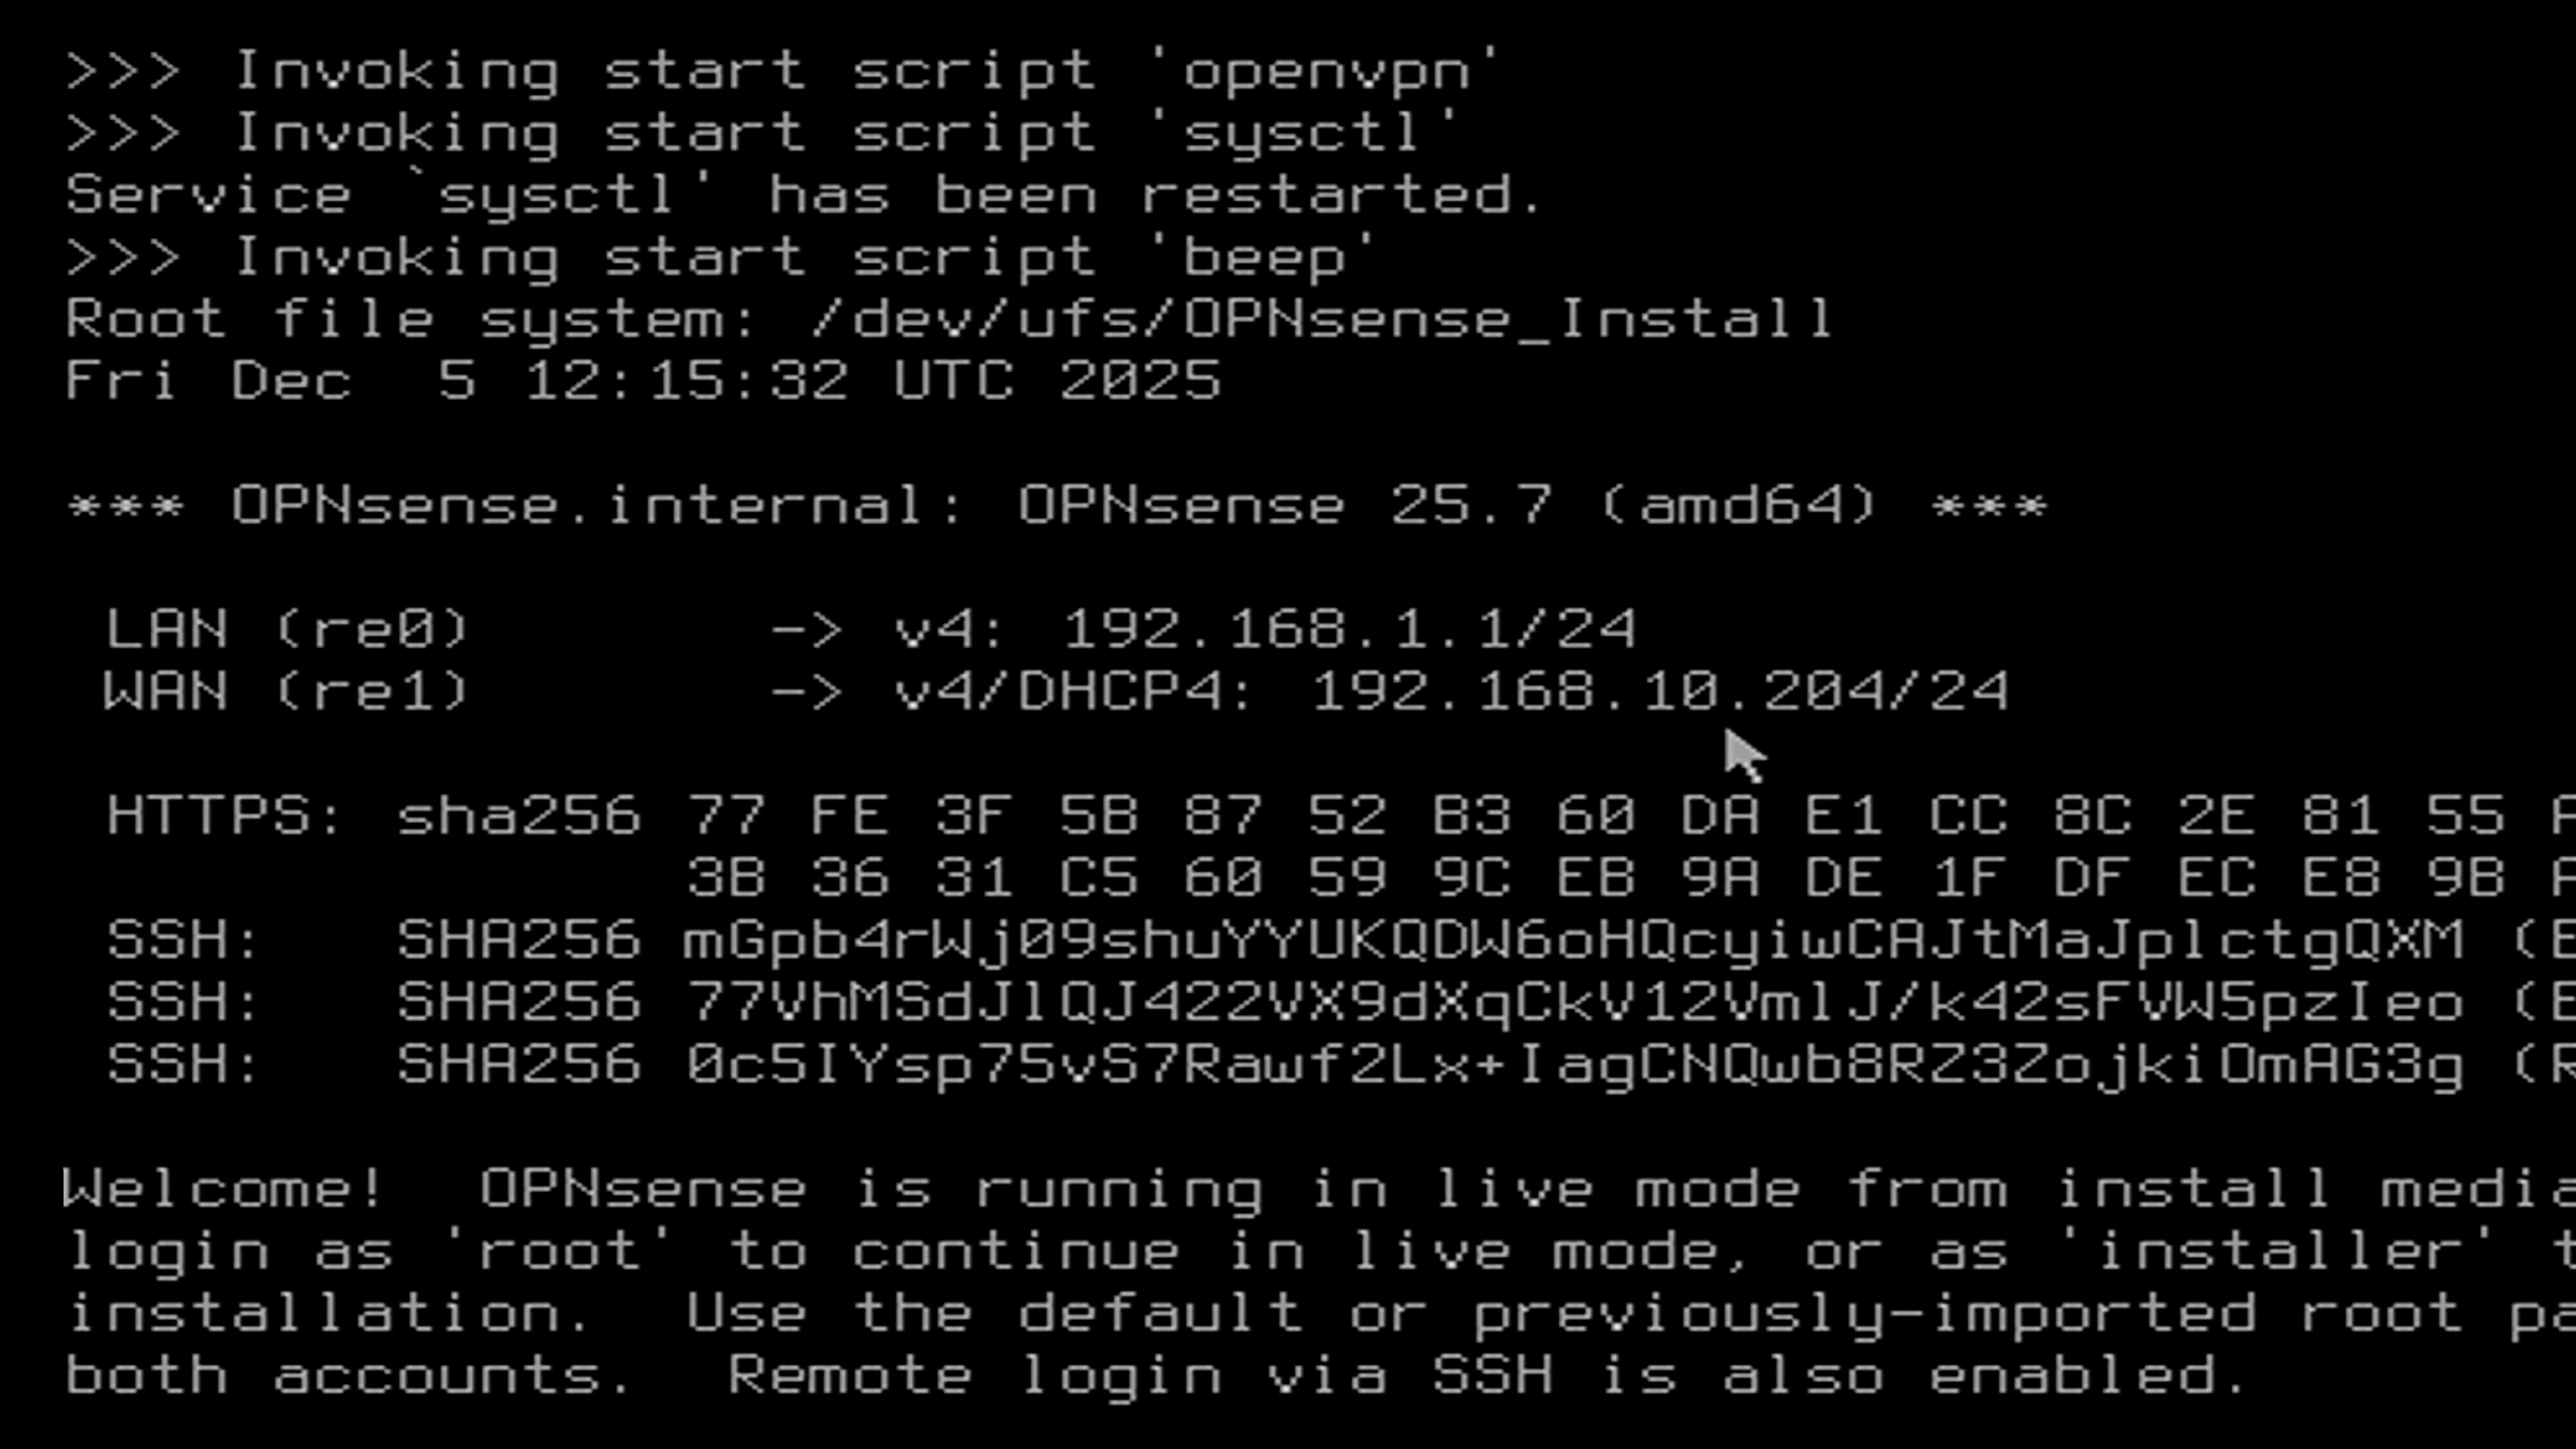 >>> Invoking start script 'openvpn'
>>> Invoking start script 'sysctl'
Service `sysctl' has been restarted.
>>> Invoking start script 'beep'
Root file system: /dev/ufs/OPNsense_Install
Fri Dec  5 12:15:32 UTC 2025
*** OPNsense.internal: OPNsense 25.7 (amd64) ***
LAN (re0)       -> v4: 192.168.1.1/24
WAN (re1)       -> v4/DHCP4: 192.168.10.204/24
HTTPS: sha256 77 FE 3F 5B 87 52 B3 60 DA E1 CC 8C 2E 81 55
3B 36 31 C5 60 59 9C EB 9A DE 1F DF EC E8 9B
SSH:   SHA256 mGpb4rWj09shuYYUKQDW6oHQcyiwCAJtMaJplctgQXM (E
SSH:   SHA256 77VhMSdJlQJ422VX9dXqCkV12VmlJ/k42sFVW5pzIeo (E
SSH:   SHA256 0c5IYsp75vS7Rawf2Lx+IagCNQwb8RZ3ZojkiOmAG3g (R
Welcome!  OPNsense is running in live mode from install media
login as 'root' to continue in live mode, or as 'installer' t
installation.  Use the default or previously-imported root pa
both accounts.  Remote login via SSH is also enabled.